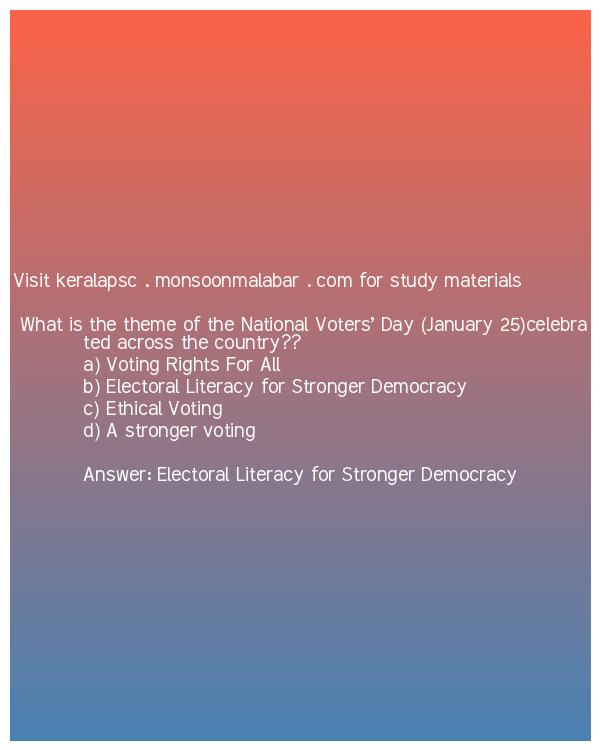 Visit keralapsc . monsoonmalabar . com for study materials
What is the theme of the National Voters’ Day (January 25)celebra
ted across the country??
a) Voting Rights For All
b) Electoral Literacy for Stronger Democracy
c) Ethical Voting
d) A stronger voting
Answer: Electoral Literacy for Stronger Democracy